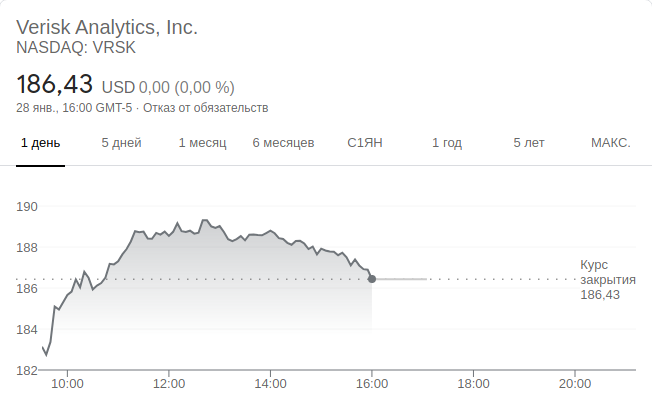 Verisk Analytics, Inc.
NASDAQ: VRSK
186,43 USD 0,00 (0,00 %)
28 янв., 16:00 GMT-5 · Отказ от обязательств
1 день 5 дней 1 месяц 6 месяцев С1ЯН 1 год 5 лет МАКС.
190
188
Курс
закрытия
186
186,43
184
182
10:00 12:00 14:00 16:00 18:00 20:00